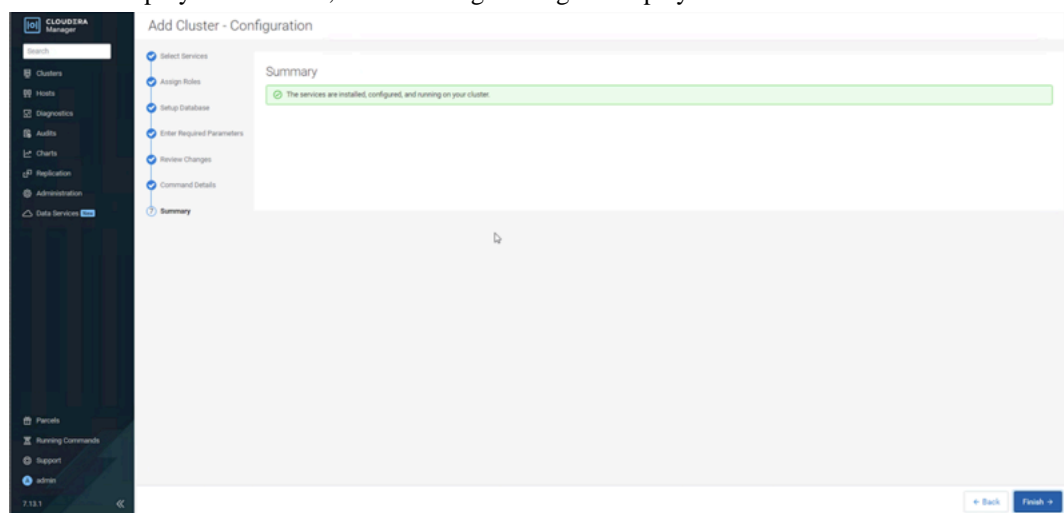 CLOUDERA
Manager
Search
Clusters
Hosts
Diagnostics
Audits
Charts
Replication
Administration
Data Services New
Parcels
Running Commands
Support
admin
7.13.1
Add Cluster - Configuration
Select Services
Assign Roles
Setup Database
Enter Required Parameters
Review Changes
Command Details
Summary
Summary
The services are installed, configured, and running on your cluster.
← Back
Finish →